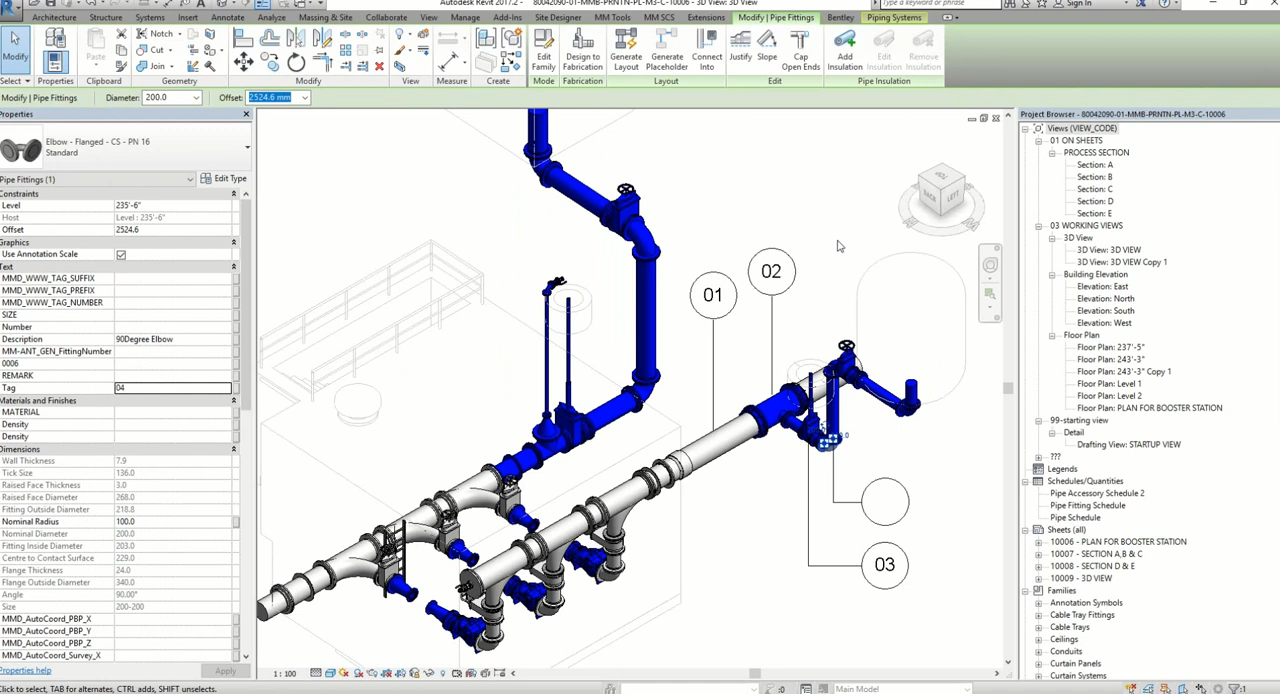 Autodesk Revit 2017.2 - 80042090-01-MMB-PRNTN-PL-M3-C-10006 - 3D View: 3D VIEW
Type a keyword or phrase
Sign In
Architecture Structure Systems Insert Annotate Analyze Massing & Site Collaborate View Manage Add-Ins Site Designer MM Tools MM SCS Extensions Modify | Pipe Fittings Bentley Piping Systems
Modify
Paste
Notch
Cut
Join
Edit Family
Design to Fabrication
Generate Layout
Generate Placeholder
Connect Into
Justify
Slope
Cap Open Ends
Add Insulation
Edit Insulation
Remove Insulation
Select Properties Clipboard Geometry Modify View Measure Create Mode Fabrication Layout Edit Pipe Insulation
Modify | Pipe Fittings Diameter: 200.0 Offset: 2524.6 mm
Properties
Elbow - Flanged - CS - PN 16
Standard
Pipe Fittings (1) Edit Type
Constraints
Level 235'-6"
Host Level : 235'-6"
Offset 2524.6
Graphics
Use Annotation Scale
Text
MMD_WWW_TAG_SUFFIX
MMD_WWW_TAG_PREFIX
MMD_WWW_TAG_NUMBER
SIZE
Number
Description 90Degree Elbow
MM-ANT_GEN_FittingNumber
0006
REMARK
Tag 04
Materials and Finishes
MATERIAL
Density
Density
Dimensions
Wall Thickness 7.9
Tick Size 136.0
Raised Face Thickness 3.0
Raised Face Diameter 268.0
Fitting Outside Diameter 218.8
Nominal Radius 100.0
Nominal Diameter 200.0
Fitting Inside Diameter 203.0
Centre to Contact Surface 229.0
Flange Thickness 24.0
Flange Outside Diameter 340.0
Angle 90.00°
Size 200-200
MMD_AutoCoord_PBP_X
MMD_AutoCoord_PBP_Y
MMD_AutoCoord_PBP_Z
MMD_AutoCoord_Survey_X
Properties help Apply
01
02
03
TOP
BACK
LEFT
1 : 100
Project Browser - 80042090-01-MMB-PRNTN-PL-M3-C-10006
Views (VIEW_CODE)
01 ON SHEETS
PROCESS SECTION
Section: A
Section: B
Section: C
Section: D
Section: E
03 WORKING VIEWS
3D View
3D View: 3D VIEW
3D View: 3D VIEW Copy 1
Building Elevation
Elevation: East
Elevation: North
Elevation: South
Elevation: West
Floor Plan
Floor Plan: 237'-5"
Floor Plan: 243'-3"
Floor Plan: 243'-3" Copy 1
Floor Plan: Level 1
Floor Plan: Level 2
Floor Plan: PLAN FOR BOOSTER STATION
99-starting view
Detail
Drafting View: STARTUP VIEW
???
Legends
Schedules/Quantities
Pipe Accessory Schedule 2
Pipe Fitting Schedule
Pipe Schedule
Sheets (all)
10006 - PLAN FOR BOOSTER STATION
10007 - SECTION A,B & C
10008 - SECTION D & E
10009 - 3D VIEW
Families
Annotation Symbols
Cable Tray Fittings
Cable Trays
Ceilings
Conduits
Curtain Panels
Curtain Systems
Click to select, TAB for alternates, CTRL adds, SHIFT unselects.
:0
Main Model
:1